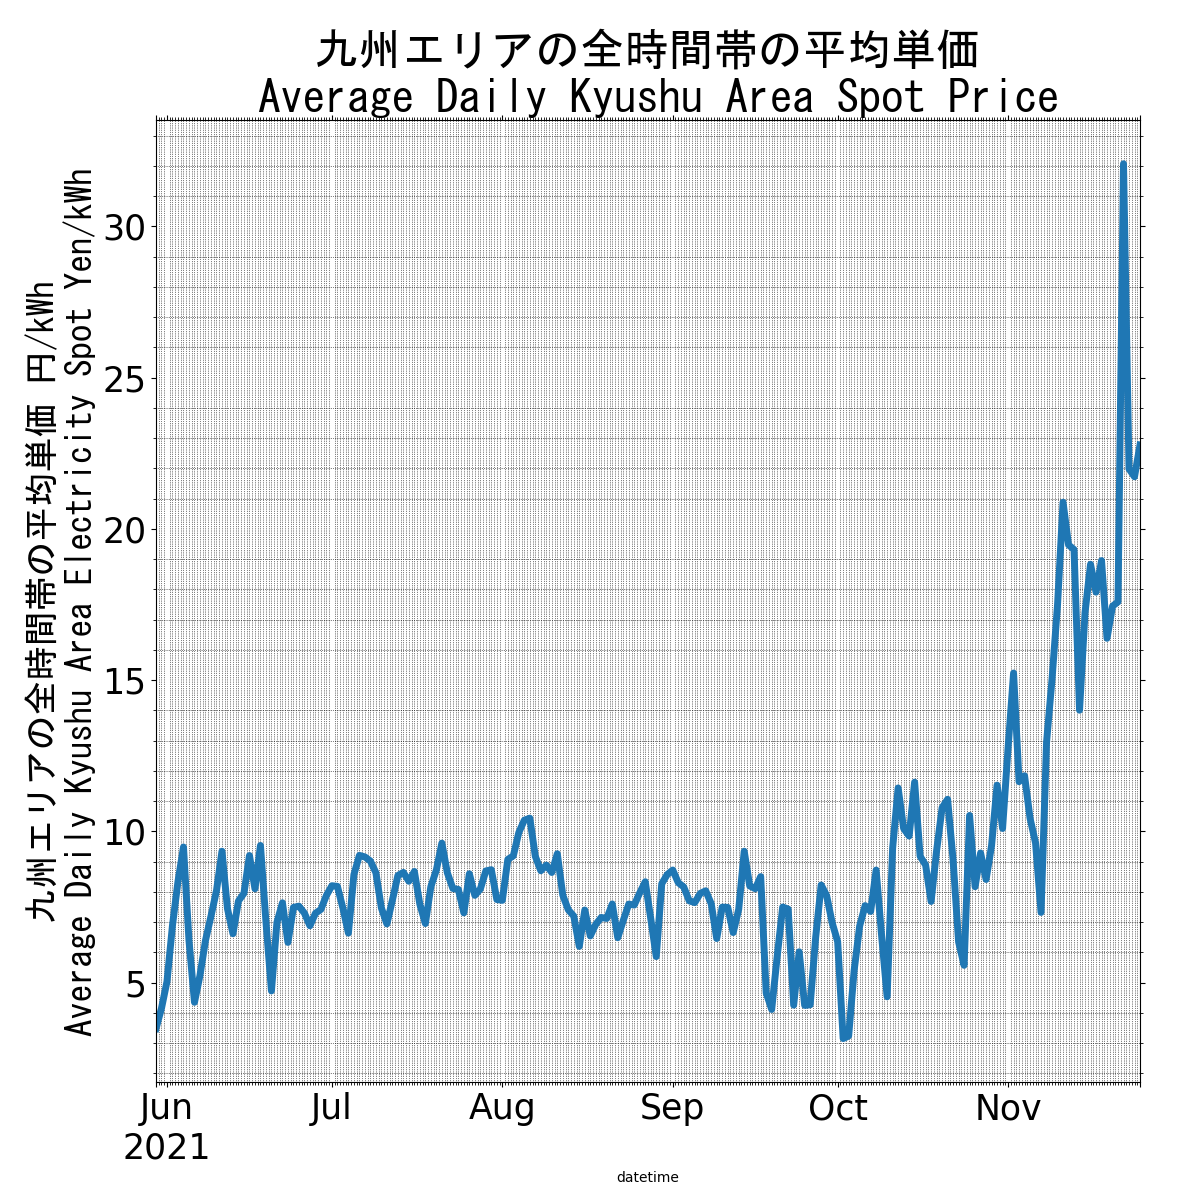 九州エリアの全時間帯の平均単価
Average Daily Kyushu Area Spot Price
九州エリアの全時間帯の平均単価 円/kWh
Average Daily Kyushu Area Electricity Spot Yen/kWh
30
25
20
15
10
5
Jun
2021
Jul
Aug
Sep
Oct
Nov
datetime